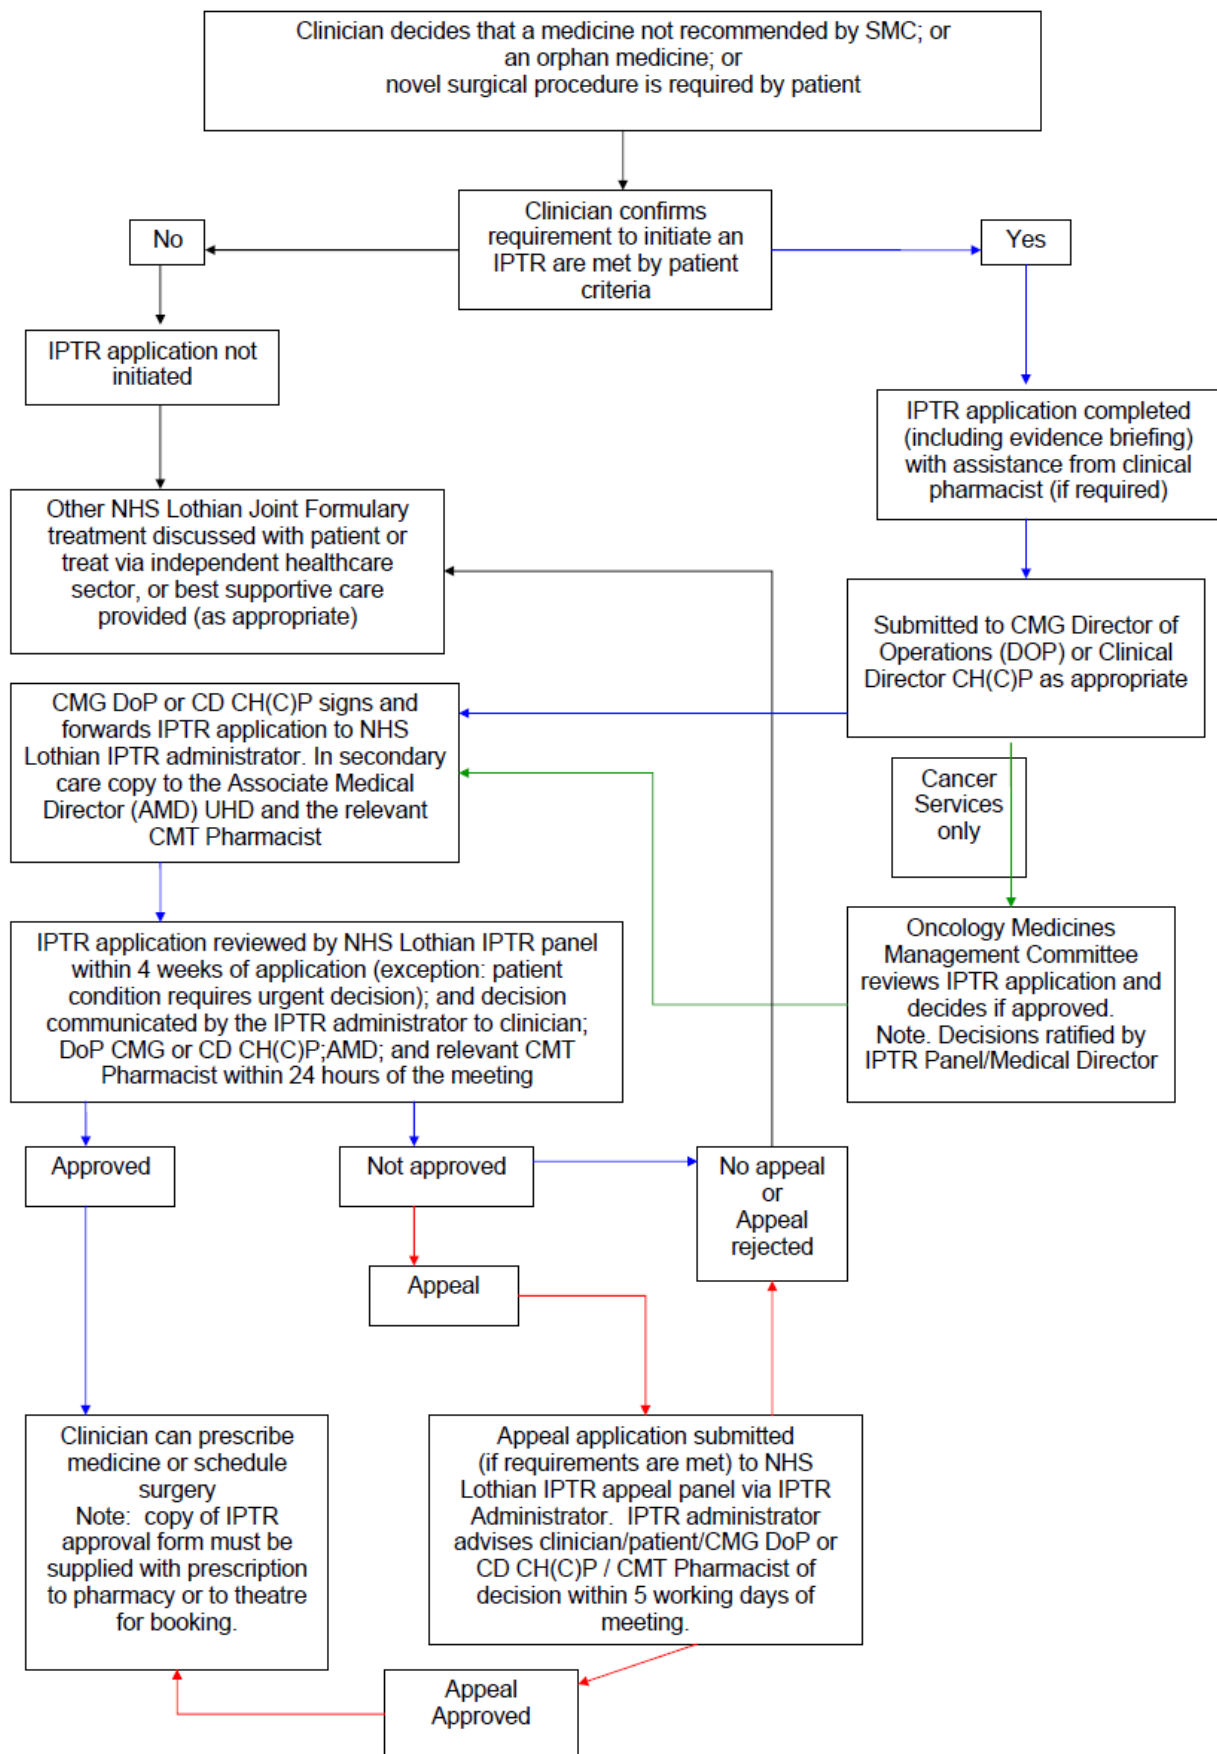 Clinician decides that a medicine not recommended by SMC; or
an orphan medicine; or
novel surgical procedure is required by patient
Clinician confirms
requirement to initiate an
IPTR are met by patient
criteria
No
Yes
IPTR application not
initiated
IPTR application completed
(including evidence briefing)
with assistance from clinical
pharmacist (if required)
Other NHS Lothian Joint Formulary
treatment discussed with patient or
treat via independent healthcare
sector, or best supportive care
provided (as appropriate)
Submitted to CMG Director of
Operations (DOP) or Clinical
Director CH(C)P as appropriate
CMG DoP or CD CH(C)P signs and
forwards IPTR application to NHS
Lothian IPTR administrator. In secondary
care copy to the Associate Medical
Director (AMD) UHD and the relevant
CMT Pharmacist
Cancer
Services
only
Oncology Medicines
Management Committee
reviews IPTR application and
decides if approved.
Note. Decisions ratified by
IPTR Panel/Medical Director
IPTR application reviewed by NHS Lothian IPTR panel
within 4 weeks of application (exception: patient
condition requires urgent decision); and decision
communicated by the IPTR administrator to clinician;
DoP CMG or CD CH(C)P;AMD; and relevant CMT
Pharmacist within 24 hours of the meeting
Approved
Not approved
No appeal
or
Appeal
rejected
Appeal
Clinician can prescribe
medicine or schedule
surgery
Note:  copy of IPTR
approval form must be
supplied with prescription
to pharmacy or to theatre
for booking.
Appeal application submitted
(if requirements are met) to NHS
Lothian IPTR appeal panel via IPTR
Administrator.  IPTR administrator
advises clinician/patient/CMG DoP or
CD CH(C)P / CMT Pharmacist of
decision within 5 working days of
meeting.
Appeal
Approved